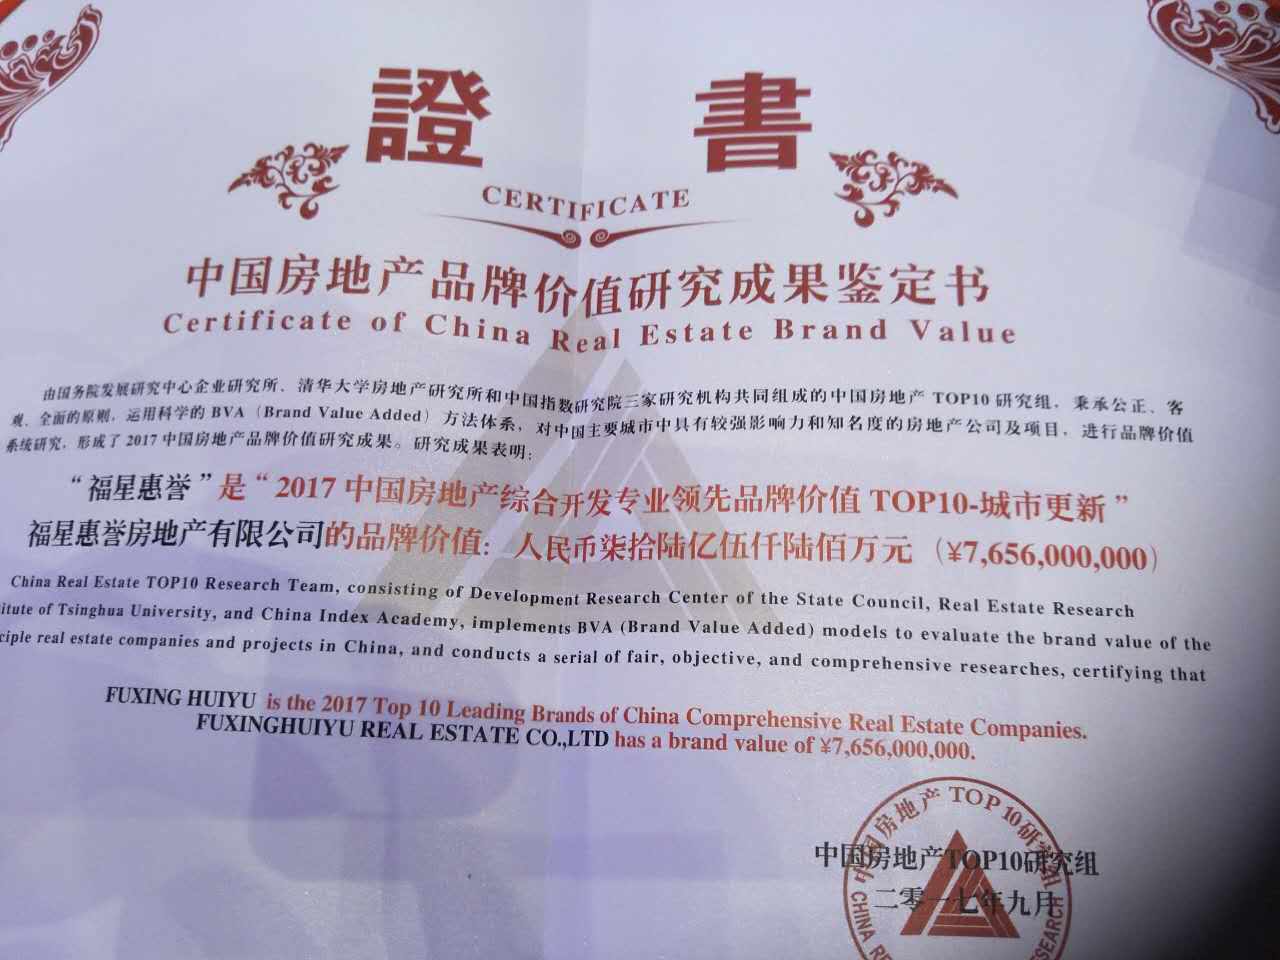 證 書
CERTIFICATE
中国房地产品牌价值研究成果鉴定书
Certificate of China Real Estate Brand Value
由国务院发展研究中心企业研究所、清华大学房地产研究所和中国指数研究院三家研究机构共同组成的中国房地产 TOP10 研究组，秉承公正、客
观、全面的原则，运用科学的 BVA（Brand Value Added）方法体系，对中国主要城市中具有较强影响力和知名度的房地产公司及项目，进行品牌价值
系统研究，形成了 2017 中国房地产品牌价值研究成果。研究成果表明：
“福星惠誉”是“2017 中国房地产综合开发专业领先品牌价值 TOP10-城市更新”
福星惠誉房地产有限公司的品牌价值：人民币柒拾陆亿伍仟陆佰万元（¥7,656,000,000）
China Real Estate TOP10 Research Team, consisting of Development Research Center of the State Council, Real Estate Research
itute of Tsinghua University, and China Index Academy, implements BVA (Brand Value Added) models to evaluate the brand value of the
ciple real estate companies and projects in China, and conducts a serial of fair, objective, and comprehensive researches, certifying that
FUXING HUIYU is the 2017 Top 10 Leading Brands of China Comprehensive Real Estate Companies.
FUXINGHUIYU REAL ESTATE CO.,LTD has a brand value of ¥7,656,000,000.
中国房地产TOP10研究组
中国房地产TOP10研究组
二零一七年九月
CHINA RE
ESEARCH